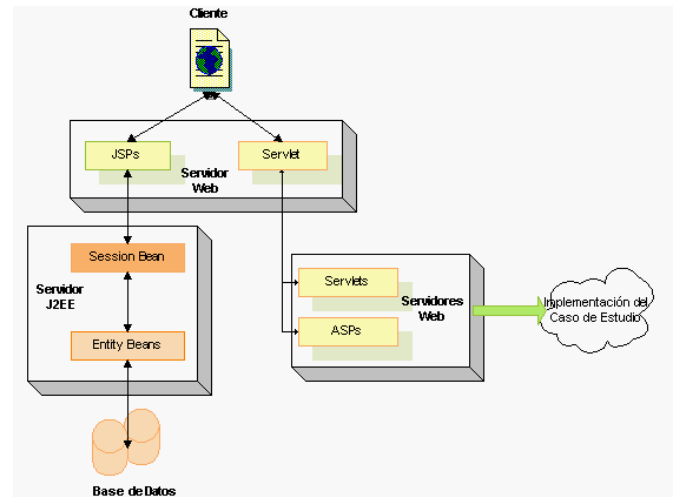 Cliente
JSPs
Servlet
Servidor
Web
Session Bean
Servidor
J2EE
Entity Beans
Servlets
Servidores
Web
ASPs
Implementación del
Caso de Estudio
Base de Datos